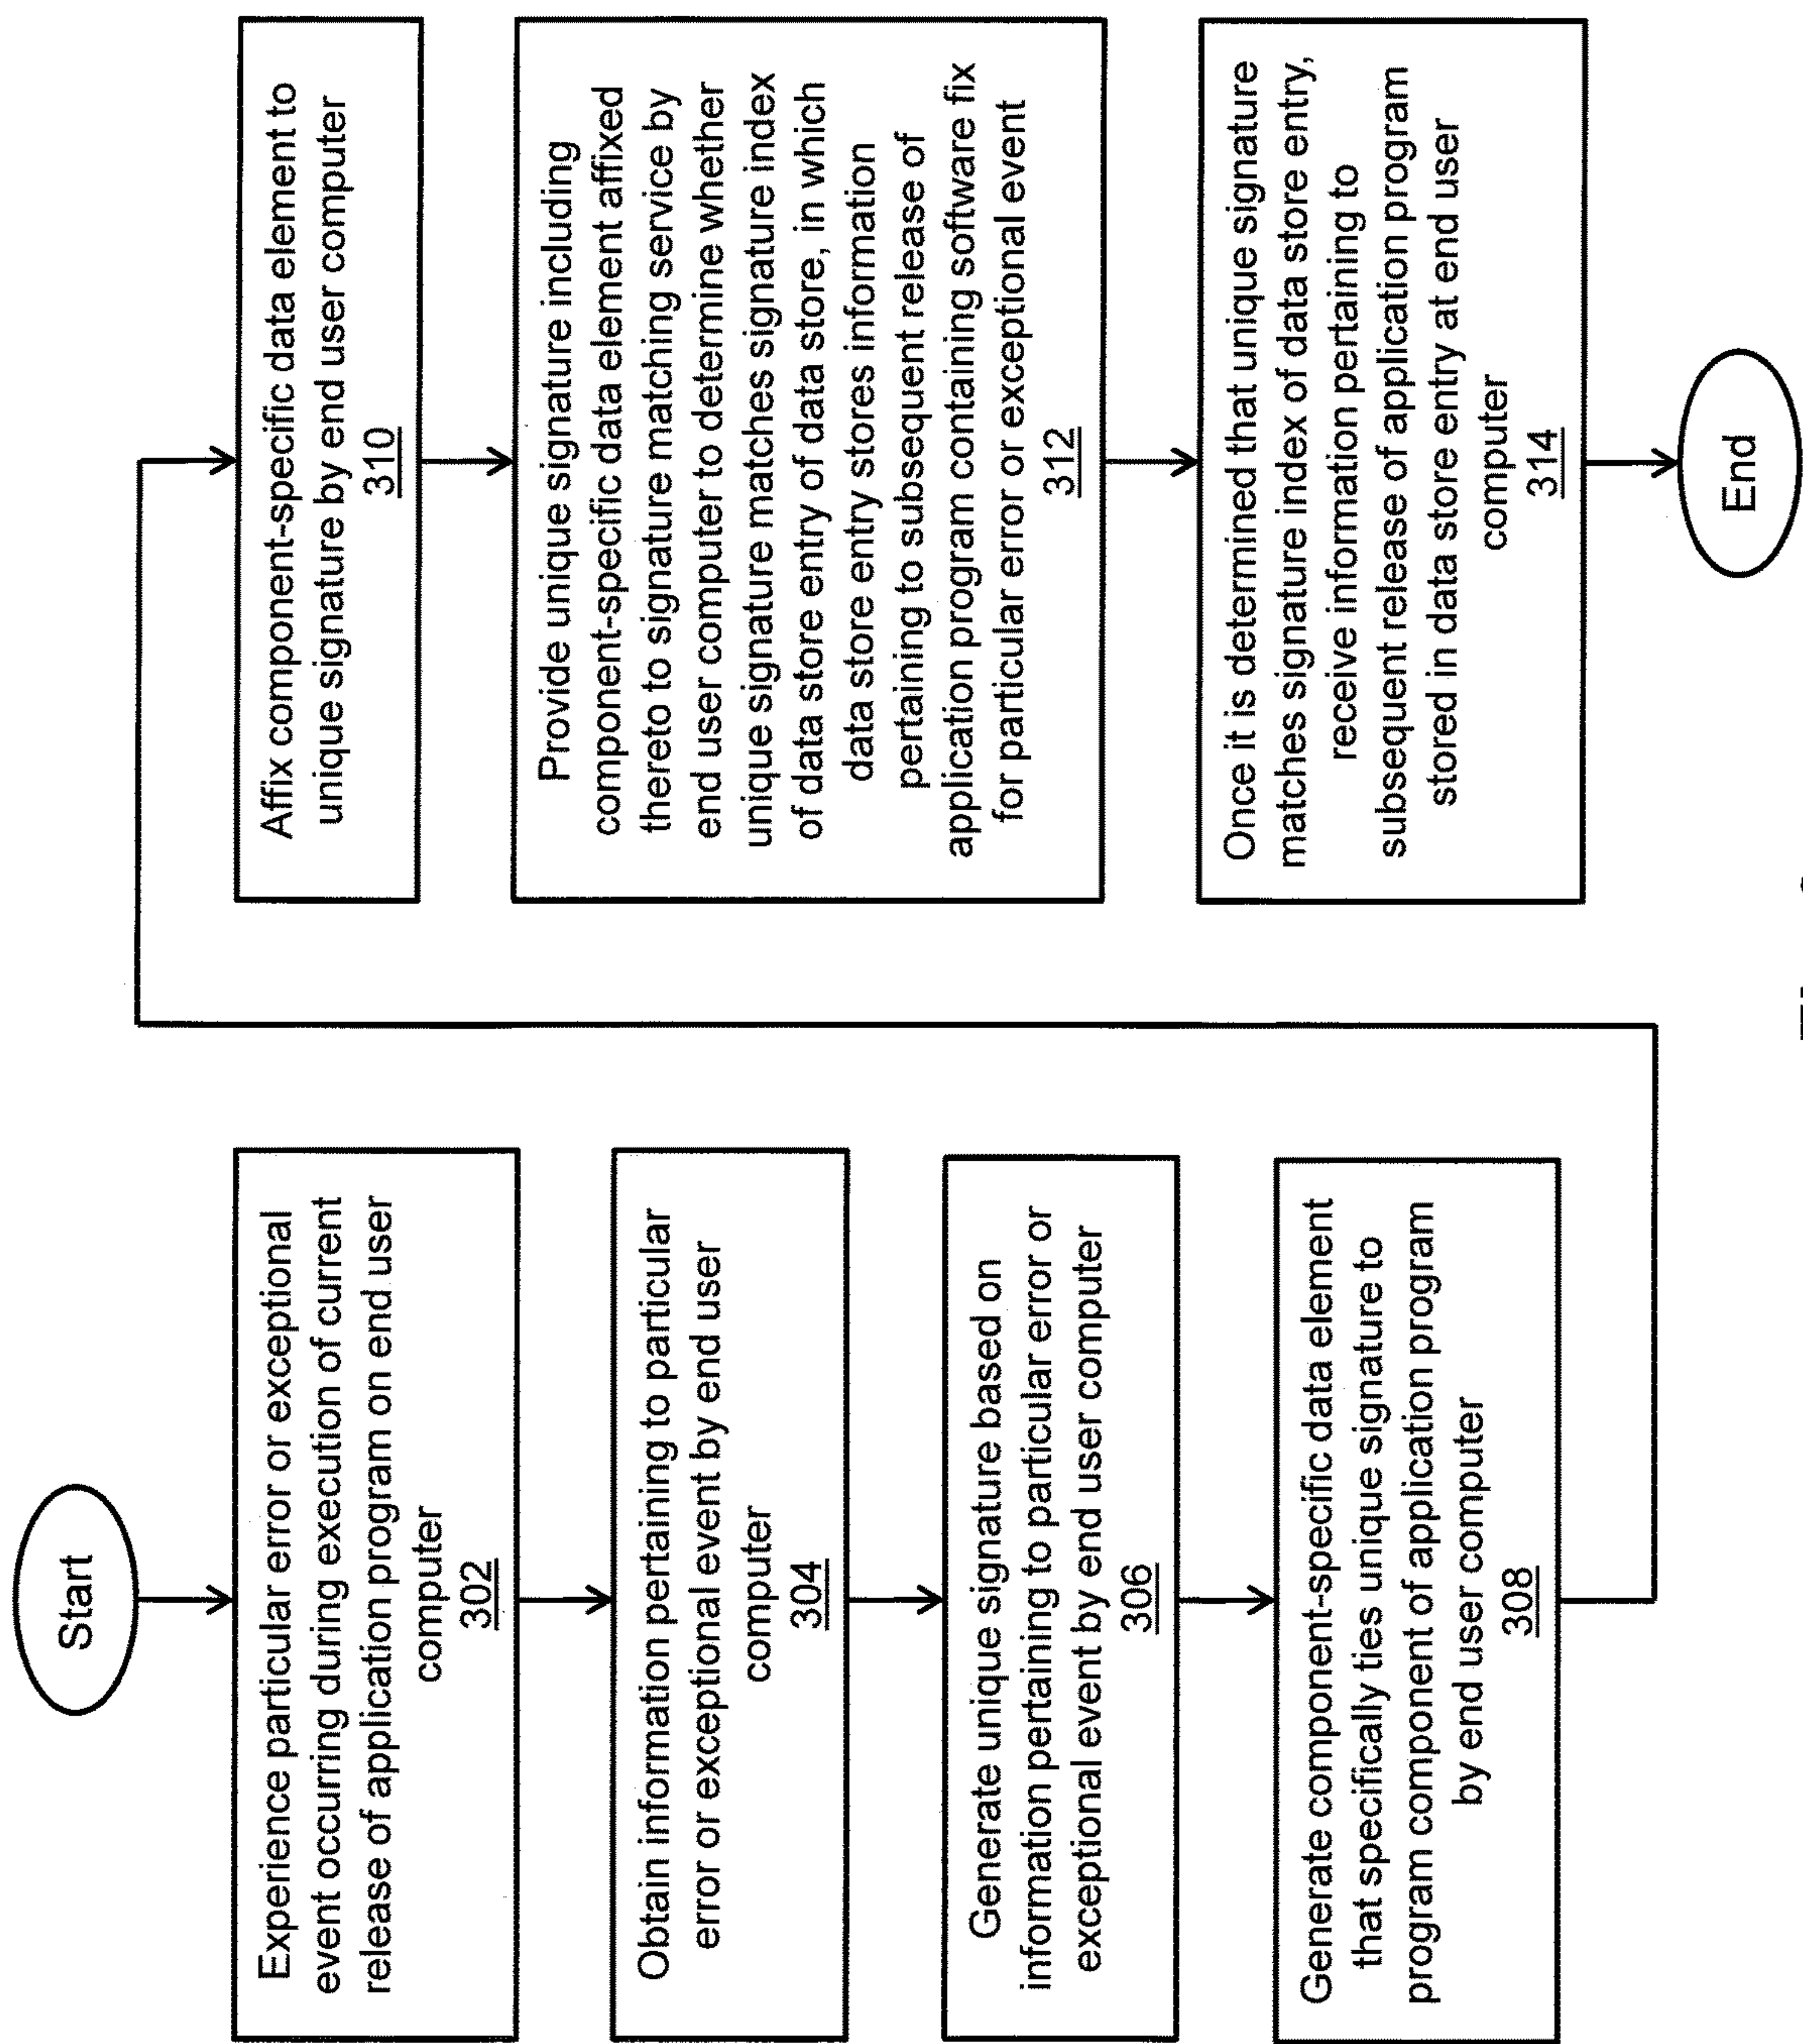 Start
Experience particular error or exceptional
event occurring during execution of current
release of application program on end user
computer
302
Obtain information pertaining to particular
error or exceptional event by end user
computer
304
Generate unique signature based on
information pertaining to particular error or
exceptional event by end user computer
306
Generate component-specific data element
that specifically ties unique signature to
program component of application program
by end user computer
308
Affix component-specific data element to
unique signature by end user computer
310
Provide unique signature including
component-specific data element affixed
thereto to signature matching service by
end user computer to determine whether
unique signature matches signature index
of data store entry of data store, in which
data store entry stores information
pertaining to subsequent release of
application program containing software fix
for particular error or exceptional event
312
Once it is determined that unique signature
matches signature index of data store entry,
receive information pertaining to
subsequent release of application program
stored in data store entry at end user
computer
314
End